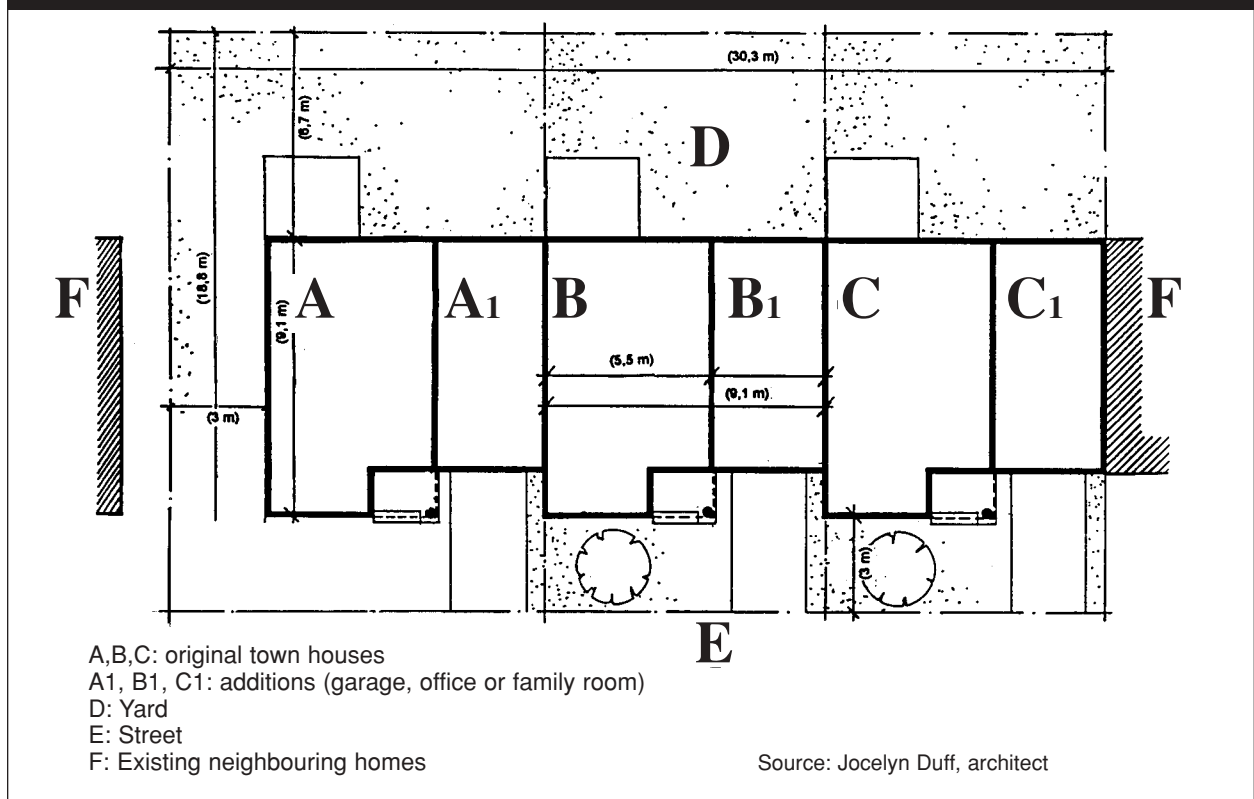 (30,3 m)
(6,7 m)
D
(18,8 m)
F
A
A1
B
B1
C
C1
F
(9,1 m)
(5,5 m)
(9,1 m)
(3 m)
(3 m)
E
A,B,C: original town houses
A1, B1, C1: additions (garage, office or family room)
D: Yard
E: Street
F: Existing neighbouring homes
Source: Jocelyn Duff, architect